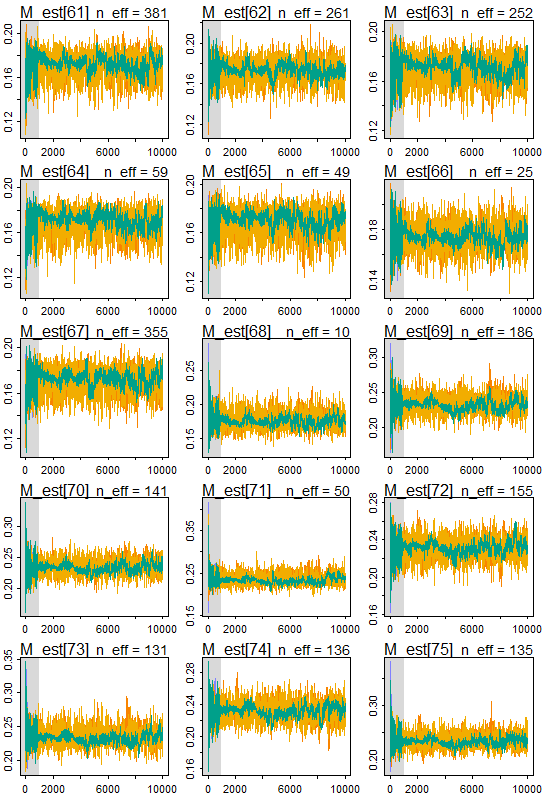 M_est[61] n_eff = 381
M_est[62] n_eff = 261
M_est[63] n_eff = 252
0.12 0.16 0.20
0.12 0.16 0.20
0.12 0.16 0.20
0 2000 6000 10000
0 2000 6000 10000
0 2000 6000 10000
M_est[64] n_eff = 59
M_est[65] n_eff = 49
M_est[66] n_eff = 25
0.12 0.16 0.20
0.12 0.16 0.20
0.14 0.18
0 2000 6000 10000
0 2000 6000 10000
0 2000 6000 10000
M_est[67] n_eff = 355
M_est[68] n_eff = 10
M_est[69] n_eff = 186
0.12 0.16 0.20
0.15 0.20 0.25
0.20 0.25 0.30
0 2000 6000 10000
0 2000 6000 10000
0 2000 6000 10000
M_est[70] n_eff = 141
M_est[71] n_eff = 50
M_est[72] n_eff = 155
0.20 0.25 0.30
0.15 0.25 0.35
0.16 0.20 0.24 0.28
0 2000 6000 10000
0 2000 6000 10000
0 2000 6000 10000
M_est[73] n_eff = 131
M_est[74] n_eff = 136
M_est[75] n_eff = 135
0.20 0.25 0.30 0.35
0.16 0.20 0.24 0.28
0.20 0.30
0 2000 6000 10000
0 2000 6000 10000
0 2000 6000 10000